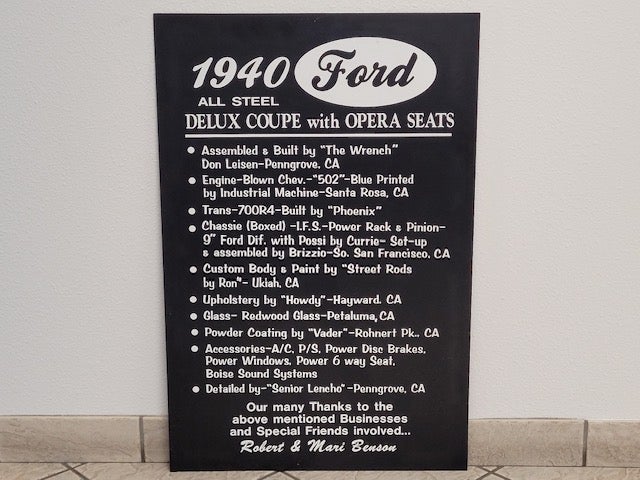 1940 Ford
ALL STEEL
DELUX COUPE with OPERA SEATS
• Assembled & Built by "The Wrench"
Don Leisen-Penngrove, CA
• Engine-Blown Chev.-"502"-Blue Printed
by Industrial Machine-Santa Rosa, CA
• Trans-700R4-Built by "Phoenix"
• Chassie (Boxed) -I.F.S.-Power Rack & Pinion-
9" Ford Dif. with Possi by Currie- Set-up
& assembled by Brizzio-So. San Francisco, CA
• Custom Body & Paint by "Street Rods
by Ron"- Ukiah, CA
• Upholstery by "Howdy"-Hayward, CA
• Glass- Redwood Glass-Petaluma, CA
• Powder Coating by "Vader"-Rohnert Pk., CA
• Accessories-A/C, P/S, Power Disc Brakes,
Power Windows, Power 6 way Seat,
Boise Sound Systems
• Detailed by-"Senior Lencho"-Penngrove, CA
Our many Thanks to the
above mentioned Businesses
and Special Friends involved...
Robert & Mari Benson